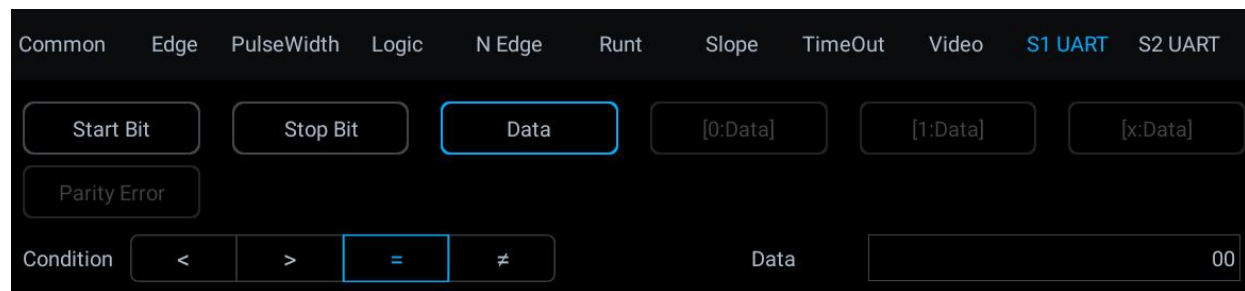 Common Edge PulseWidth Logic N Edge Runt Slope TimeOut Video S1 UART S2 UART
Start Bit Stop Bit Data [0:Data] [1:Data] [x:Data]
Parity Error
Condition < > = ≠ Data 00